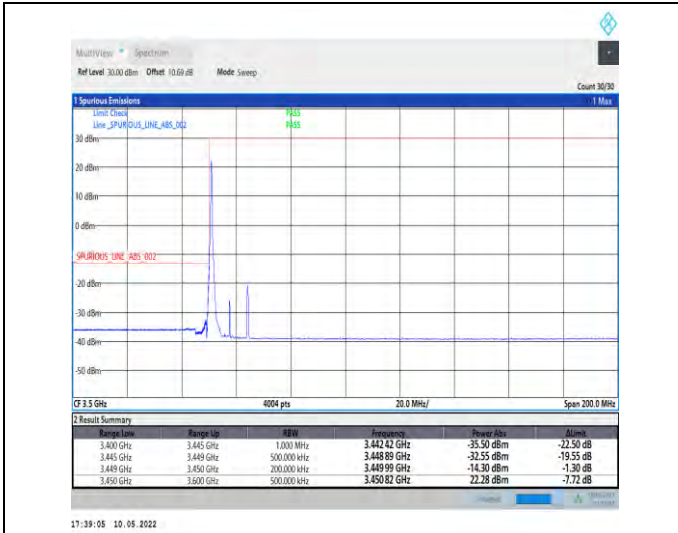 MultiView Spectrum
Ref Level 30.00 dBm Offset 10.69 dB Mode Sweep
Count 30/30
1 Spurious Emissions 1 Max
Limit Check PASS
Line _SPURIOUS_LINE_ABS_002 PASS
30 dBm
20 dBm
10 dBm
0 dBm
SPURIOUS_LINE_ABS_002
-20 dBm
-30 dBm
-40 dBm
-50 dBm
CF 3.5 GHz 4004 pts 20.0 MHz/ Span 200.0 MHz
2 Result Summary
Range Low Range Up RBW Frequency Power Abs ΔLimit
3.400 GHz 3.445 GHz 1.000 MHz 3.442 42 GHz -35.50 dBm -22.50 dB
3.445 GHz 3.449 GHz 500.000 kHz 3.448 89 GHz -32.55 dBm -19.55 dB
3.449 GHz 3.450 GHz 200.000 kHz 3.449 99 GHz -14.30 dBm -1.30 dB
3.450 GHz 3.600 GHz 500.000 kHz 3.450 82 GHz 22.28 dBm -7.72 dB
17:39:05 10.05.2022